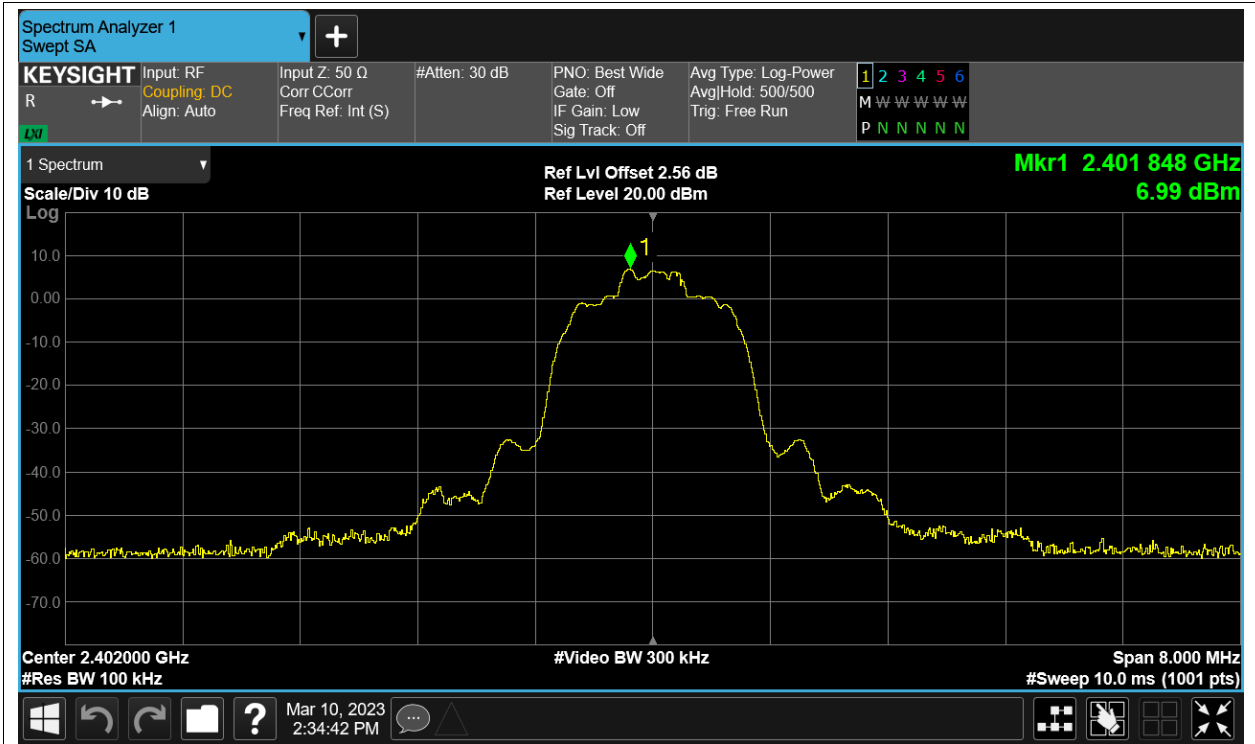 Spectrum Analyzer 1
Swept SA
KEYSIGHT
R
LXI
Input: RF
Coupling: DC
Align: Auto
Input Z: 50 Ω
Corr CCorr
Freq Ref: Int (S)
#Atten: 30 dB
PNO: Best Wide
Gate: Off
IF Gain: Low
Sig Track: Off
Avg Type: Log-Power
Avg|Hold: 500/500
Trig: Free Run
1 2 3 4 5 6
M W W W W W
P N N N N N
1 Spectrum
Scale/Div 10 dB
Log
Ref Lvl Offset 2.56 dB
Ref Level 20.00 dBm
Mkr1 2.401 848 GHz
6.99 dBm
1
10.0
0.00
-10.0
-20.0
-30.0
-40.0
-50.0
-60.0
-70.0
Center 2.402000 GHz
#Res BW 100 kHz
#Video BW 300 kHz
Span 8.000 MHz
#Sweep 10.0 ms (1001 pts)
?
Mar 10, 2023
2:34:42 PM